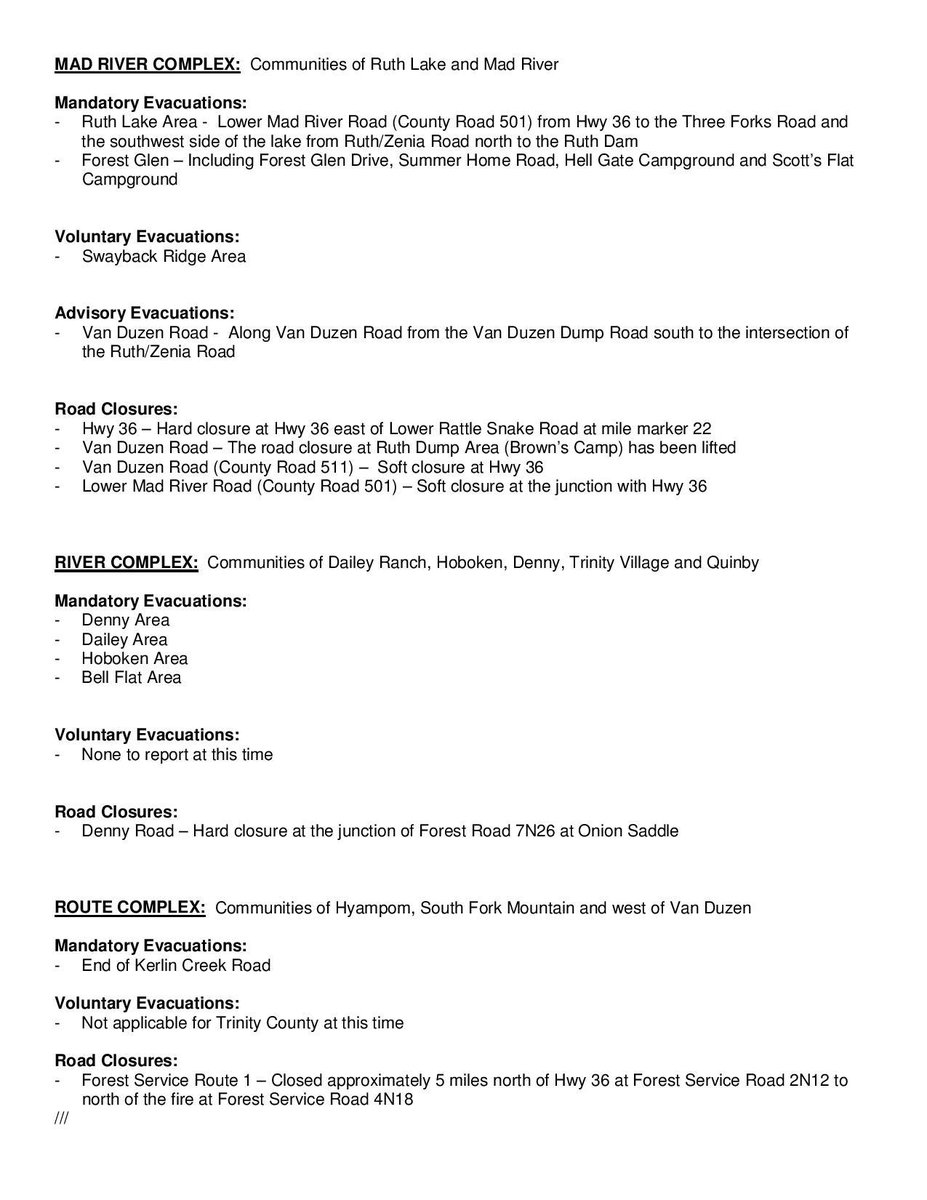 MAD RIVER COMPLEX: Communities of Ruth Lake and Mad River
Mandatory Evacuations:
- Ruth Lake Area - Lower Mad River Road (County Road 501) from Hwy 36 to the Three Forks Road and
the southwest side of the lake from Ruth/Zenia Road north to the Ruth Dam
- Forest Glen – Including Forest Glen Drive, Summer Home Road, Hell Gate Campground and Scott’s Flat
Campground
Voluntary Evacuations:
- Swayback Ridge Area
Advisory Evacuations:
- Van Duzen Road - Along Van Duzen Road from the Van Duzen Dump Road south to the intersection of
the Ruth/Zenia Road
Road Closures:
- Hwy 36 – Hard closure at Hwy 36 east of Lower Rattle Snake Road at mile marker 22
- Van Duzen Road – The road closure at Ruth Dump Area (Brown’s Camp) has been lifted
- Van Duzen Road (County Road 511) – Soft closure at Hwy 36
- Lower Mad River Road (County Road 501) – Soft closure at the junction with Hwy 36
RIVER COMPLEX: Communities of Dailey Ranch, Hoboken, Denny, Trinity Village and Quinby
Mandatory Evacuations:
- Denny Area
- Dailey Area
- Hoboken Area
- Bell Flat Area
Voluntary Evacuations:
- None to report at this time
Road Closures:
- Denny Road – Hard closure at the junction of Forest Road 7N26 at Onion Saddle
ROUTE COMPLEX: Communities of Hyampom, South Fork Mountain and west of Van Duzen
Mandatory Evacuations:
- End of Kerlin Creek Road
Voluntary Evacuations:
- Not applicable for Trinity County at this time
Road Closures:
- Forest Service Route 1 – Closed approximately 5 miles north of Hwy 36 at Forest Service Road 2N12 to
north of the fire at Forest Service Road 4N18
///